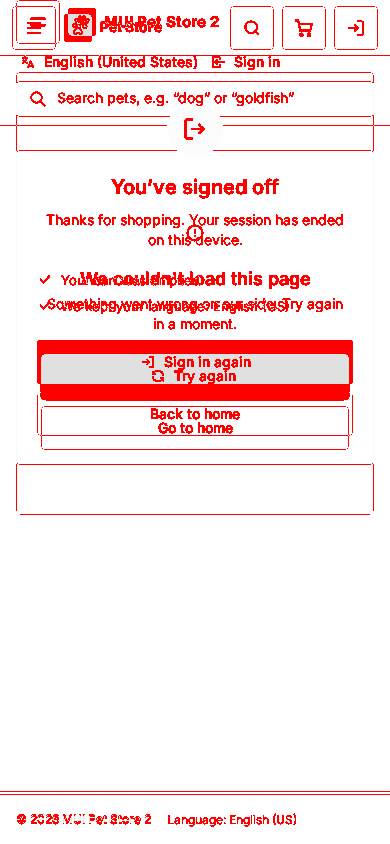 MUI Pet Store 2
Pet Store
English (United States) Sign in
Search pets, e.g. “dog” or “goldfish”
You’ve signed off
Thanks for shopping. Your session has ended
on this device.
We couldn’t load this page
Something went wrong on our side. Try again
in a moment.
Sign in again
Try again
Back to home
Go to home
© 2026 MUI Pet Store 2 Language: English (US)